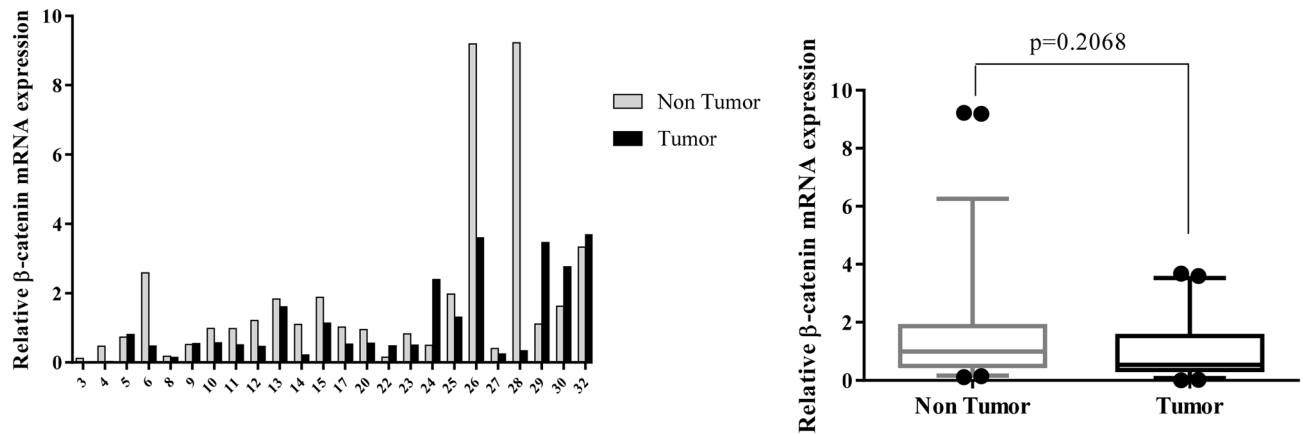 Relative β-catenin mRNA expression
10
8
6
4
2
0
3 4 5 6 8 9 10 11 12 13 14 15 17 20 22 23 24 25 26 27 28 29 30 32
Non Tumor
Tumor
p=0.2068
Relative β-catenin mRNA expression
10
8
6
4
2
0
Non Tumor Tumor